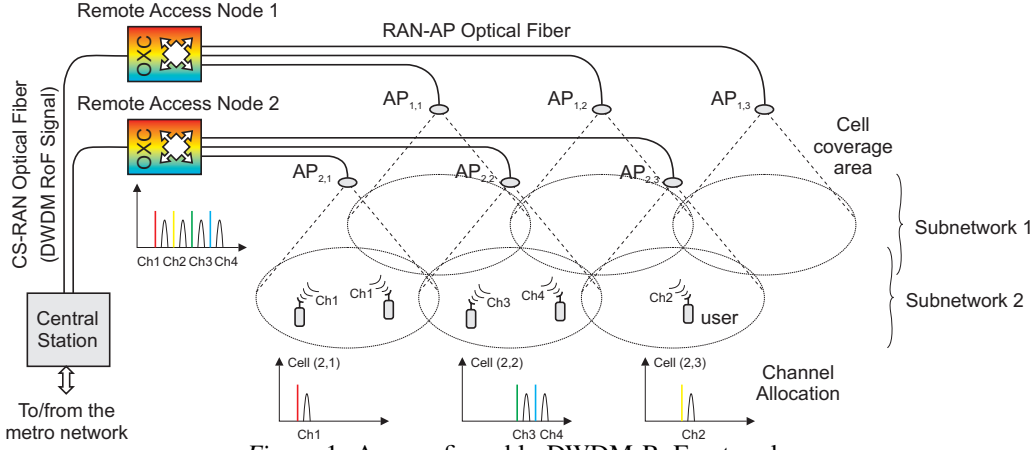 Remote Access Node 1
OXC
RAN-AP Optical Fiber
Remote Access Node 2
OXC
CS-RAN Optical Fiber
(DWDM RoF Signal)
AP1,1
AP1,2
AP1,3
Cell
coverage
area
AP2,1
AP2,2
AP2,3
Subnetwork 1
Ch1 Ch2 Ch3 Ch4
Subnetwork 2
Ch1
Ch1
Ch3
Ch4
Ch2
user
Central
Station
Cell (2,1)
Cell (2,2)
Cell (2,3)
Channel
Allocation
Ch1
Ch3 Ch4
Ch2
To/from the
metro network